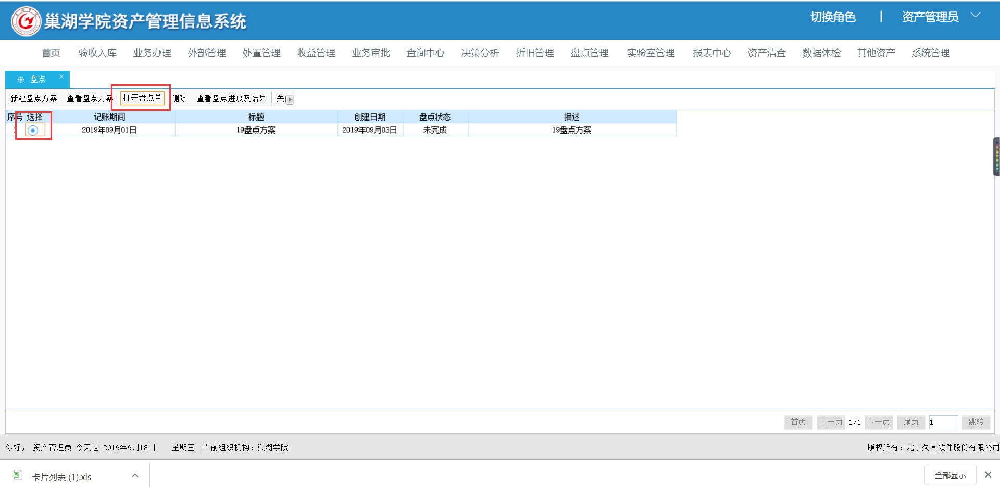 巢湖学院资产管理信息系统
切换角色 | 资产管理员
首页 验收入库 业务办理 外部管理 处置管理 收益管理 业务审批 查询中心 决策分析 折旧管理 盘点管理 实验室管理 报表中心 资产清查 数据体检 其他资产 系统管理
盘点 ×
新建盘点方案 查看盘点方案 打开盘点单 删除 查看盘点进度及结果
序号 选择 记账期间 标题 创建日期 盘点状态 描述
1 2019年09月01日 19盘点方案 2019年09月03日 未完成 19盘点方案
首页 上一页 1/1 下一页 尾页 1 跳转
你好， 资产管理员 今天是 2019年9月18日 星期三 当前组织机构：巢湖学院
版权所有：北京久其软件股份有限公司
卡片列表 (1).xls
全部显示